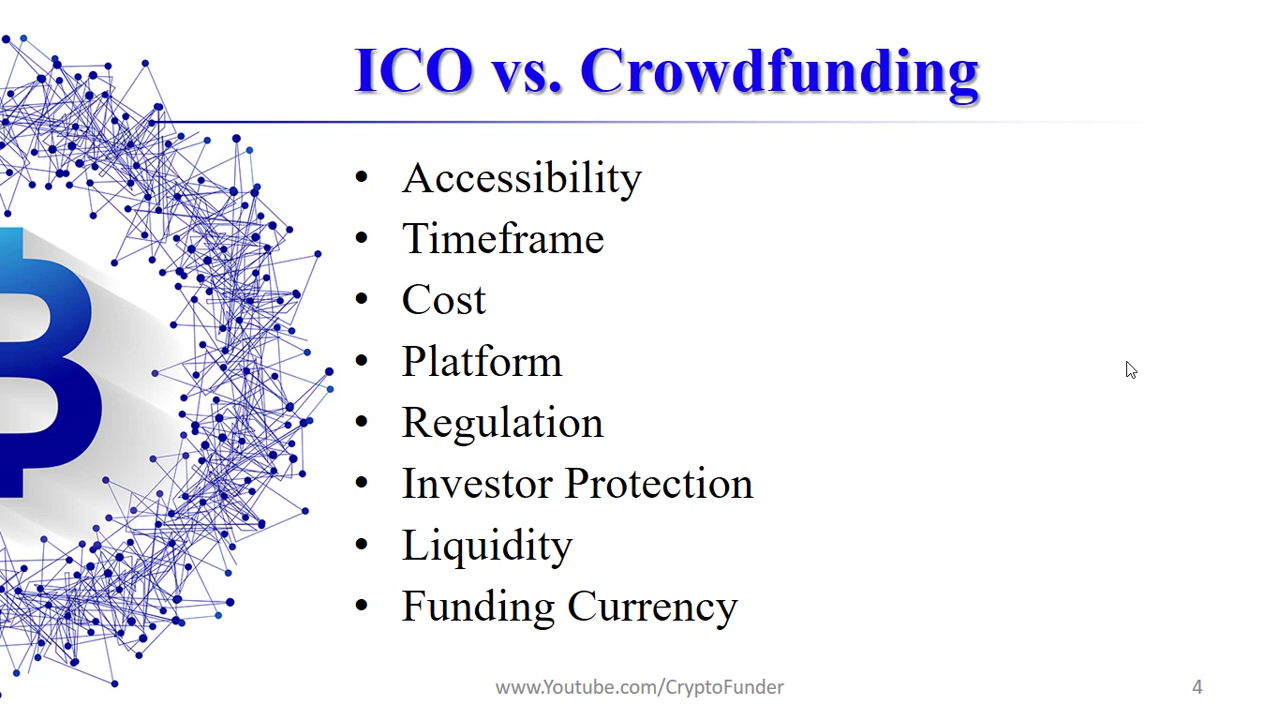 ICO vs. Crowdfunding
• Accessibility
• Timeframe
• Cost
• Platform
• Regulation
• Investor Protection
• Liquidity
• Funding Currency
www.Youtube.com/CryptoFunder
4